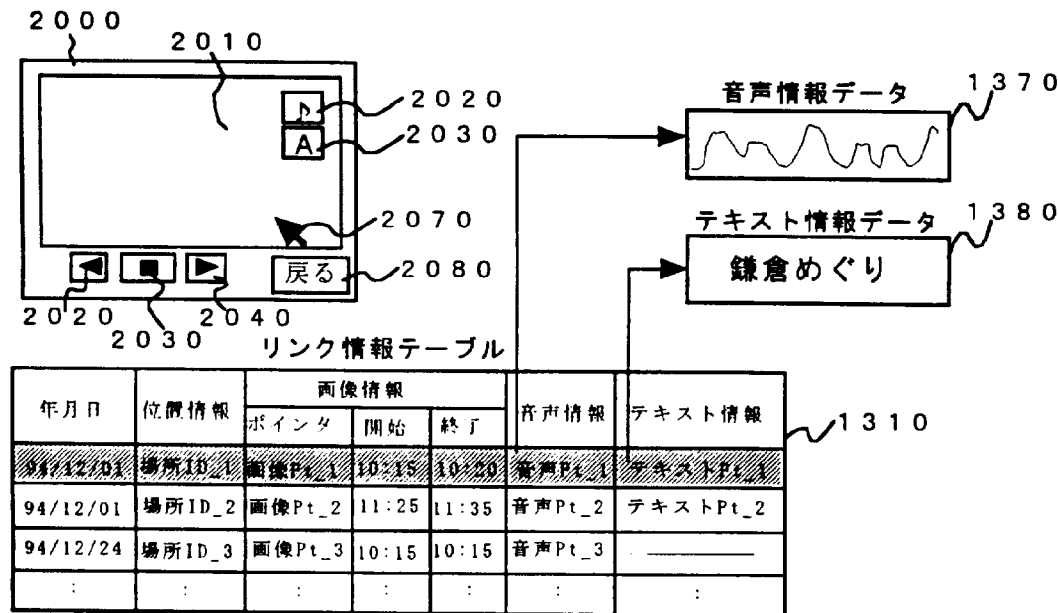 2000
2010
2020
2030
2070
2080
♪
A
戻る
2020
2030
2040
音声情報データ
1370
テキスト情報データ
1380
鎌倉めぐり
リンク情報テーブル
1310
年月日 位置情報 画像情報 音声情報 テキスト情報
ポインタ 開始 終了
94/12/01 場所ID_1 画像Pt_1 10:15 10:20 音声Pt_1 テキストPt_1
94/12/01 場所ID_2 画像Pt_2 11:25 11:35 音声Pt_2 テキストPt_2
94/12/24 場所ID_3 画像Pt_3 10:15 10:15 音声Pt_3 ―
: : : : : : :